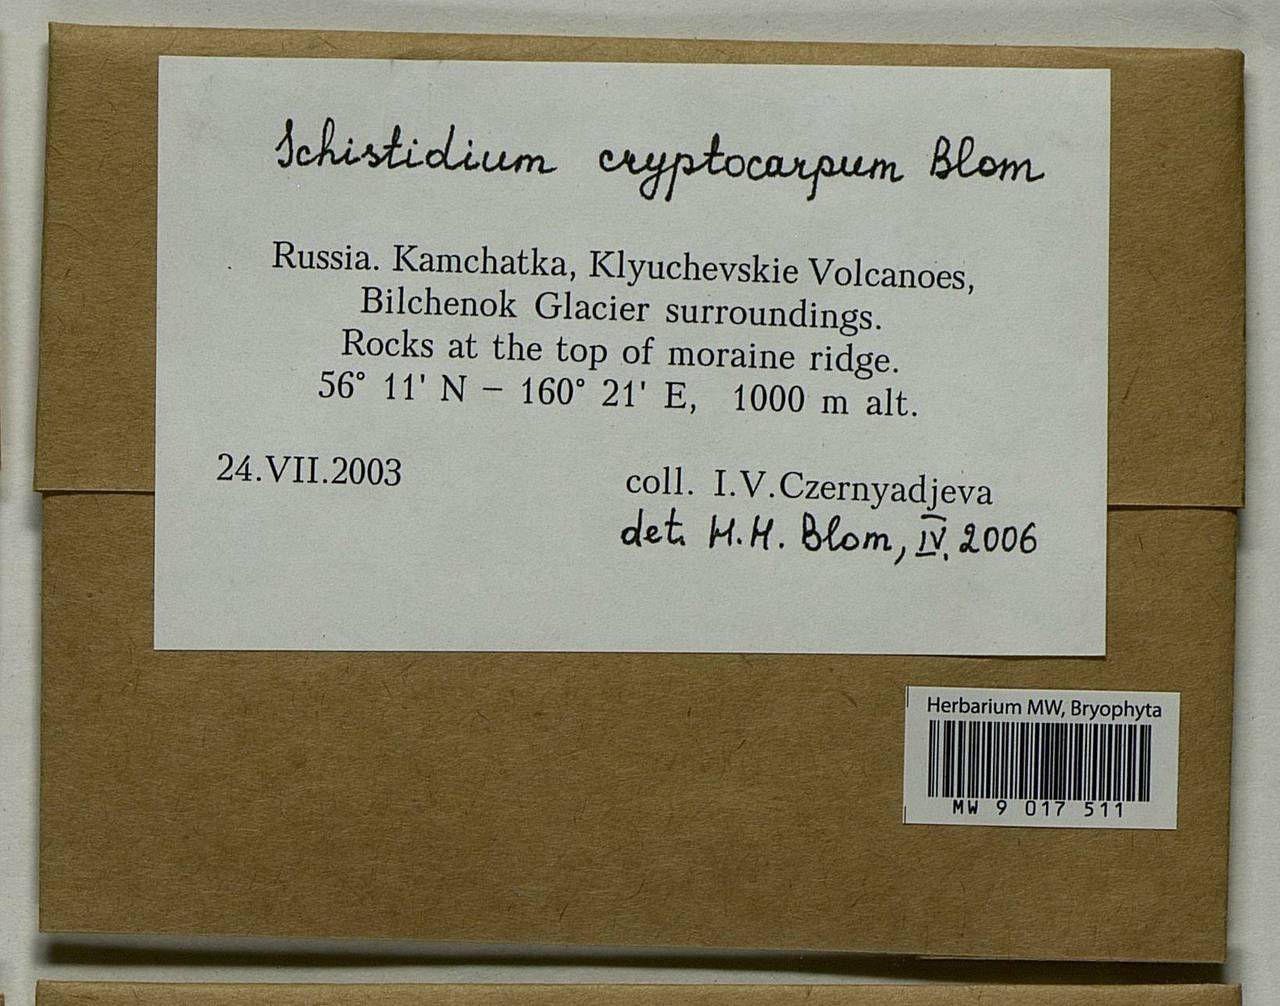 Schistidium cryptocarpum Blom
Russia. Kamchatka, Klyuchevskie Volcanoes,
Bilchenok Glacier surroundings.
Rocks at the top of moraine ridge.
56° 11' N – 160° 21' E, 1000 m alt.
24.VII.2003
coll. I.V.Czernyadjeva
det. H.H. Blom, IV. 2006
Herbarium MW, Bryophyta
MW 9 017 511